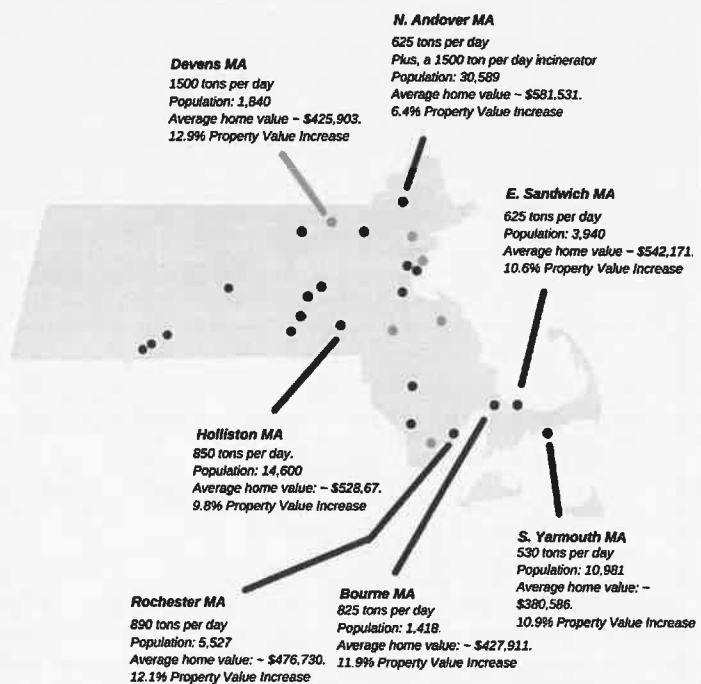 N. Andover MA
625 tons per day
Plus, a 1500 ton per day incinerator
Population: 30,589
Average home value ~ $581,531.
6.4% Property Value Increase
Devens MA
1500 tons per day
Population: 1,840
Average home value ~ $425,903.
12.9% Property Value Increase
E. Sandwich MA
625 tons per day
Population: 3,940
Average home value ~ $542,171.
10.6% Property Value Increase
Holliston MA
850 tons per day.
Population: 14,600
Average home value: ~ $528,67.
9.8% Property Value Increase
S. Yarmouth MA
530 tons per day
Population: 10,981
Average home value: ~
$380,586.
10.9% Property Value Increase
Rochester MA
890 tons per day
Population: 5,527
Average home value: ~ $476,730.
12.1% Property Value Increase
Bourne MA
825 tons per day
Population: 1,418.
Average home value: ~ $427,911.
11.9% Property Value Increase